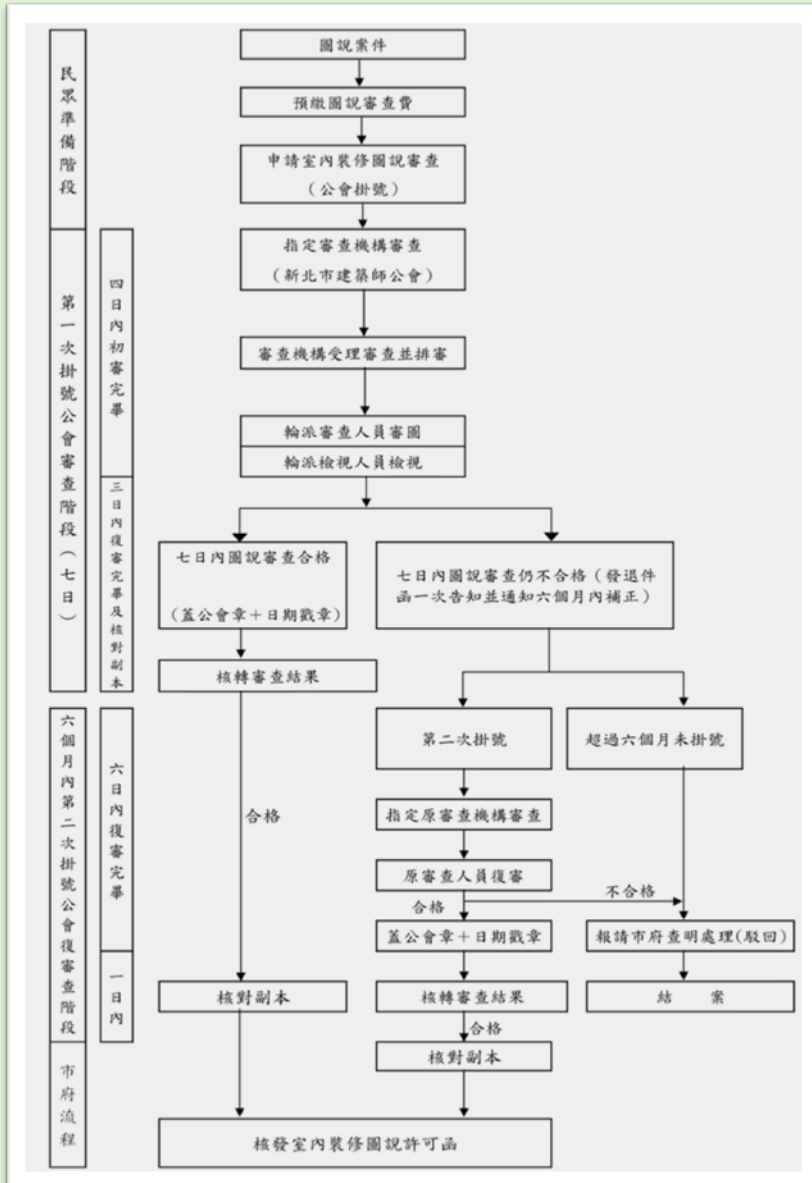 民眾準備階段
第一次掛號公會審查階段（七日）
六個月內第二次掛號公會復審查階段
市府流程
四日內初審完畢
三日內復審完畢及核對副本
六日內復審完畢
一日內
圖說案件
預繳圖說審查費
申請室內裝修圖說審查
（公會掛號）
指定審查機構審查
（新北市建築師公會）
審查機構受理審查並排審
輪派審查人員審圖
輪派檢視人員檢視
七日內圖說審查合格
（蓋公會章＋日期戳章）
七日內圖說審查仍不合格（發退件
函一次告知並通知六個月內補正）
核轉審查結果
第二次掛號
超過六個月未掛號
合格
指定原審查機構審查
原審查人員復審
合格
不合格
蓋公會章＋日期戳章
報請市府查明處理(駁回)
核對副本
核轉審查結果
結　案
合格
核對副本
核發室內裝修圖說許可函